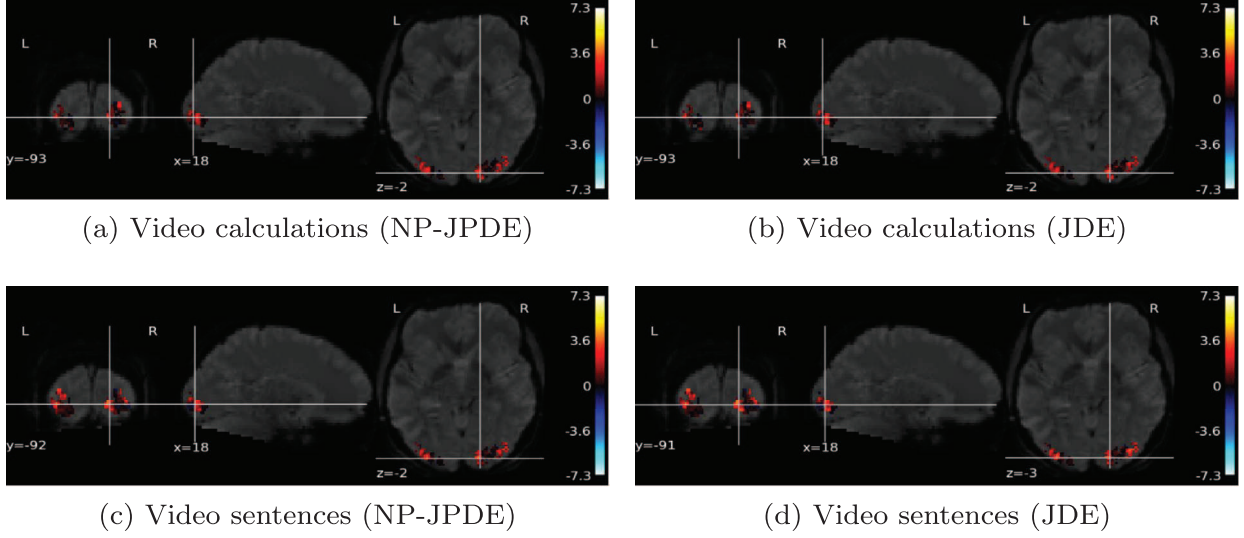 L R L R 7.3
3.6
0
-3.6
-7.3
y=-93 x=18 z=-2
(a) Video calculations (NP-JPDE)
L R L R 7.3
3.6
0
-3.6
-7.3
y=-93 x=18 z=-2
(b) Video calculations (JDE)
L R L R 7.3
3.6
0
-3.6
-7.3
y=-92 x=18 z=-2
(c) Video sentences (NP-JPDE)
L R L R 7.3
3.6
0
-3.6
-7.3
y=-91 x=18 z=-3
(d) Video sentences (JDE)